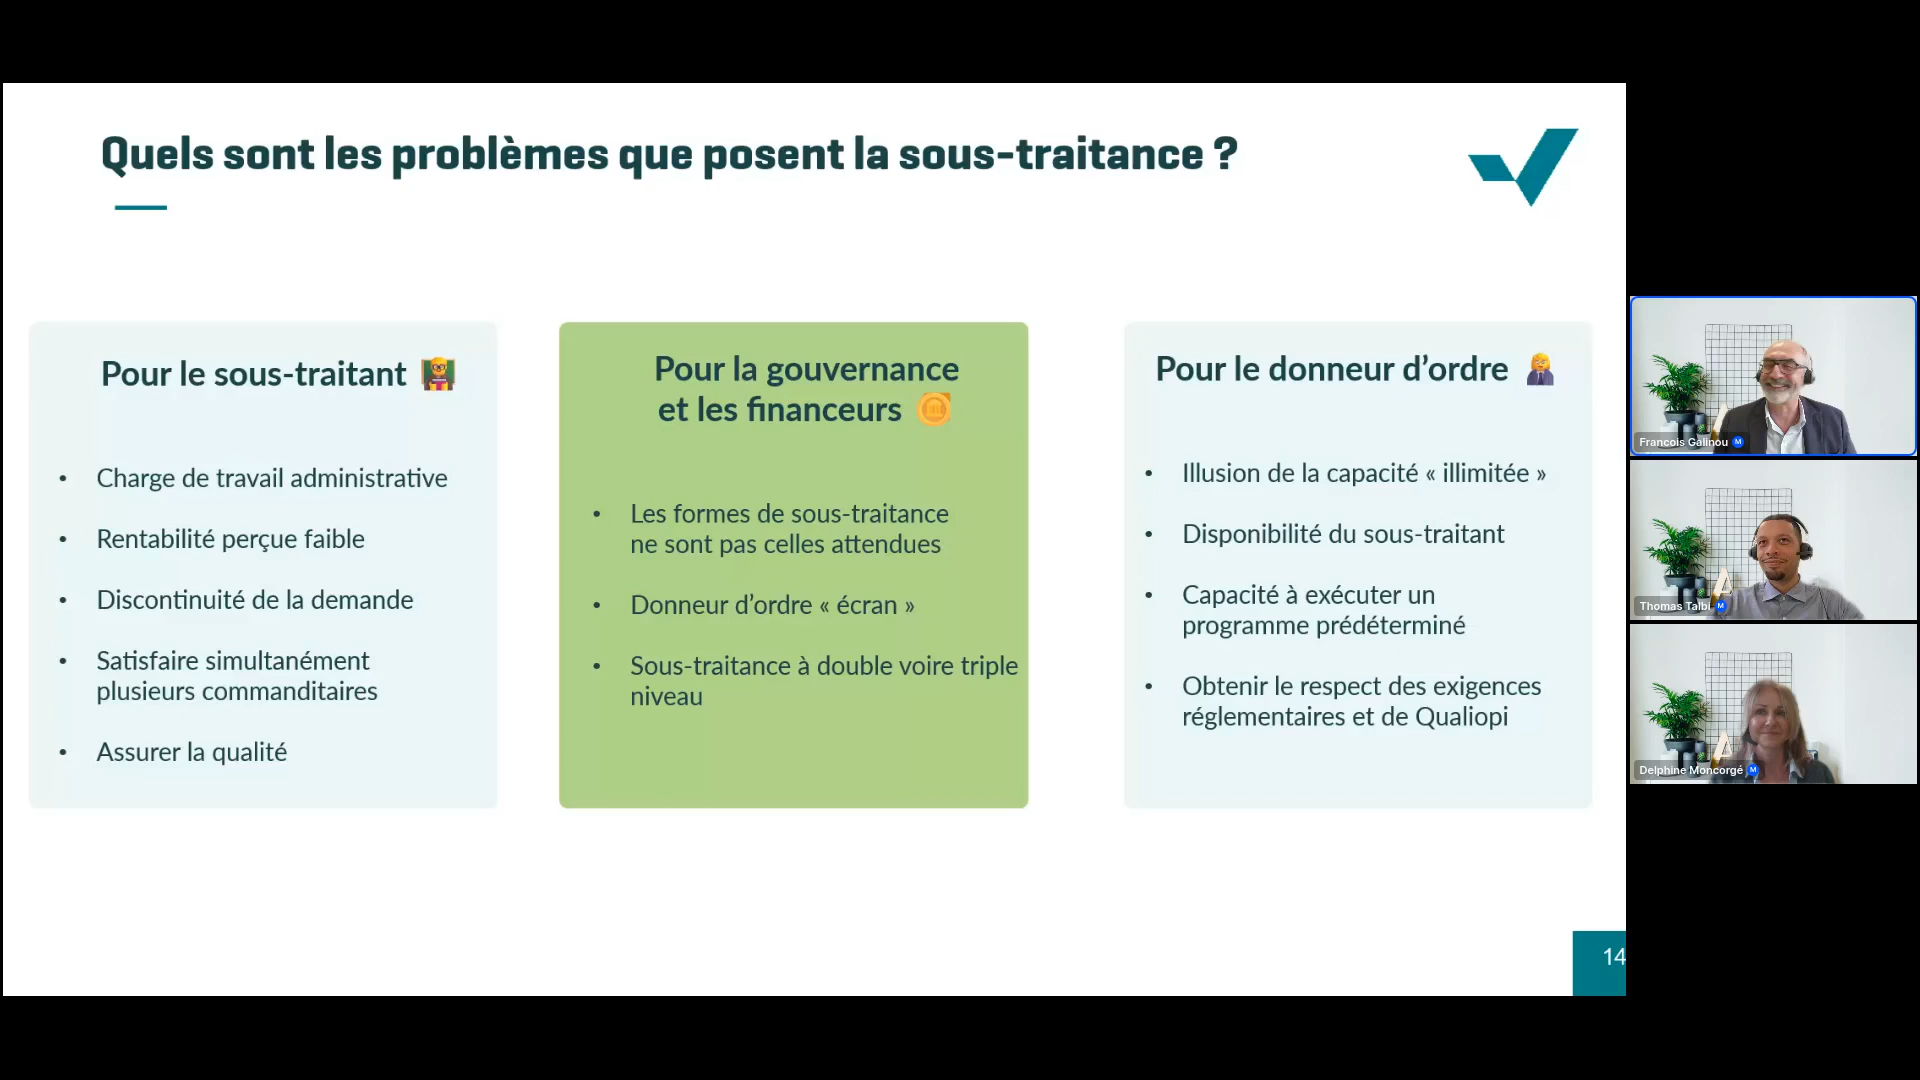 Quels sont les problèmes que posent la sous-traitance ?
Pour le sous-traitant
• Charge de travail administrative
• Rentabilité perçue faible
• Discontinuité de la demande
• Satisfaire simultanément
plusieurs commanditaires
• Assurer la qualité
Pour la gouvernance
et les financeurs
• Les formes de sous-traitance
ne sont pas celles attendues
• Donneur d’ordre « écran »
• Sous-traitance à double voire triple
niveau
Pour le donneur d’ordre
• Illusion de la capacité « illimitée »
• Disponibilité du sous-traitant
• Capacité à exécuter un
programme prédéterminé
• Obtenir le respect des exigences
réglementaires et de Qualiopi
14
Francois Galinou M
Thomas Talbi M
Delphine Moncorgé M